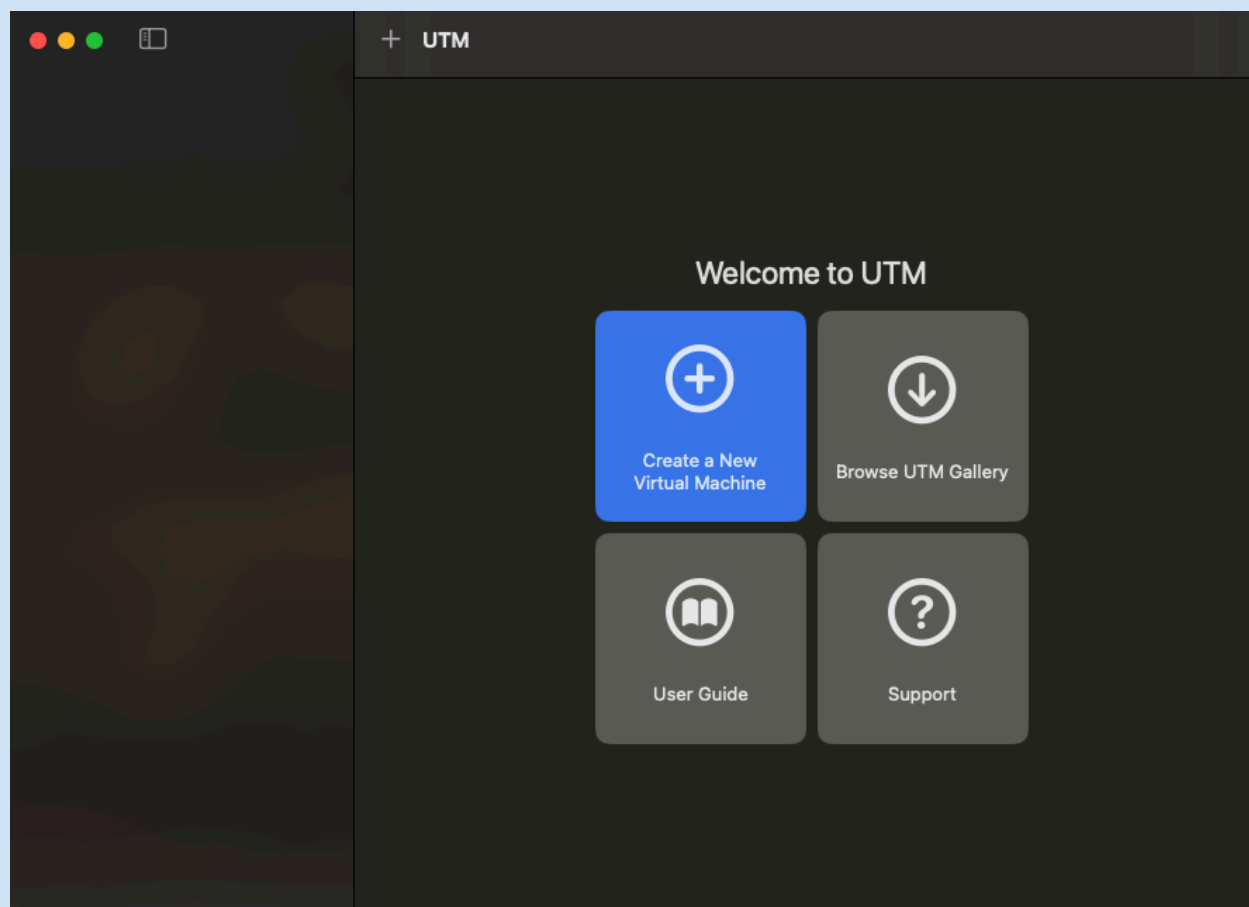 UTM
Welcome to UTM
Create a New
Virtual Machine
Browse UTM Gallery
User Guide
Support